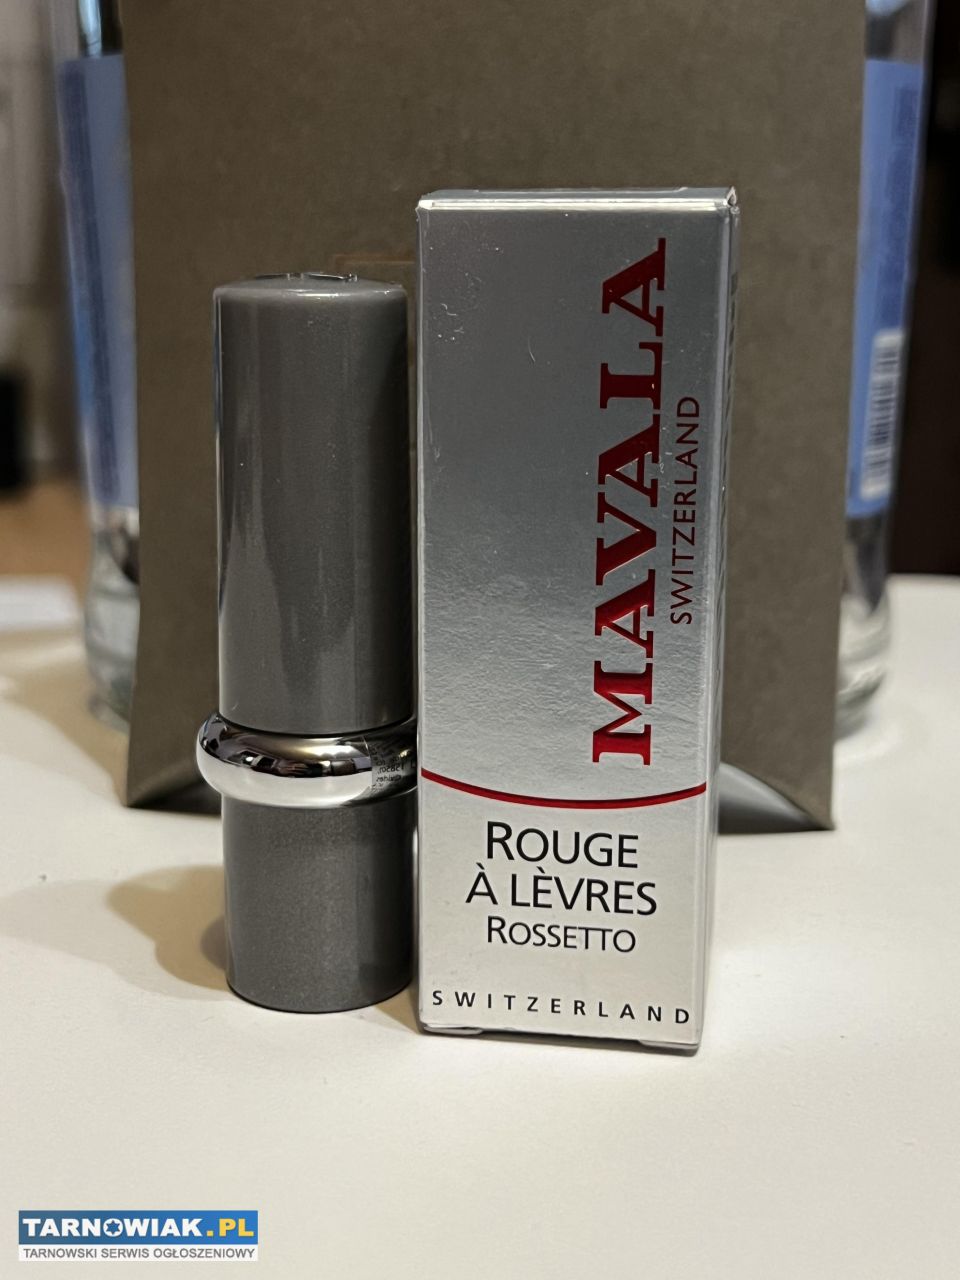 MAVALA
SWITZERLAND
ROUGE
À LÈVRES
ROSSETTO
SWITZERLAND
TARNOWIAK.PL
TARNOWSKI SERWIS OGŁOSZENIOWY